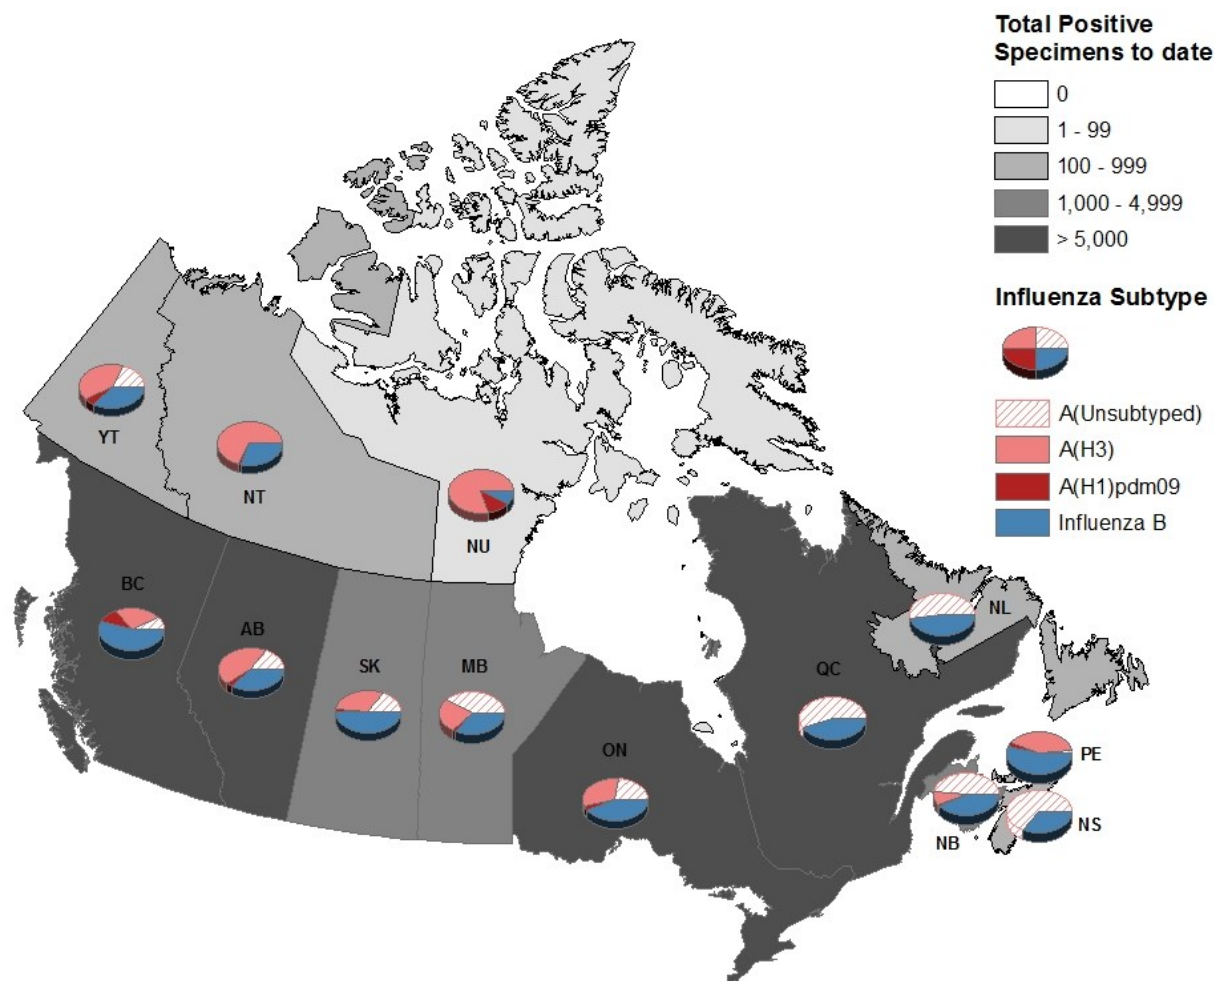 Total Positive
Specimens to date
0
1 - 99
100 - 999
1,000 - 4,999
> 5,000
Influenza Subtype
A(Unsubtyped)
A(H3)
A(H1)pdm09
Influenza B
YT
NT
NU
BC
AB
SK
MB
ON
QC
NL
PE
NB
NS